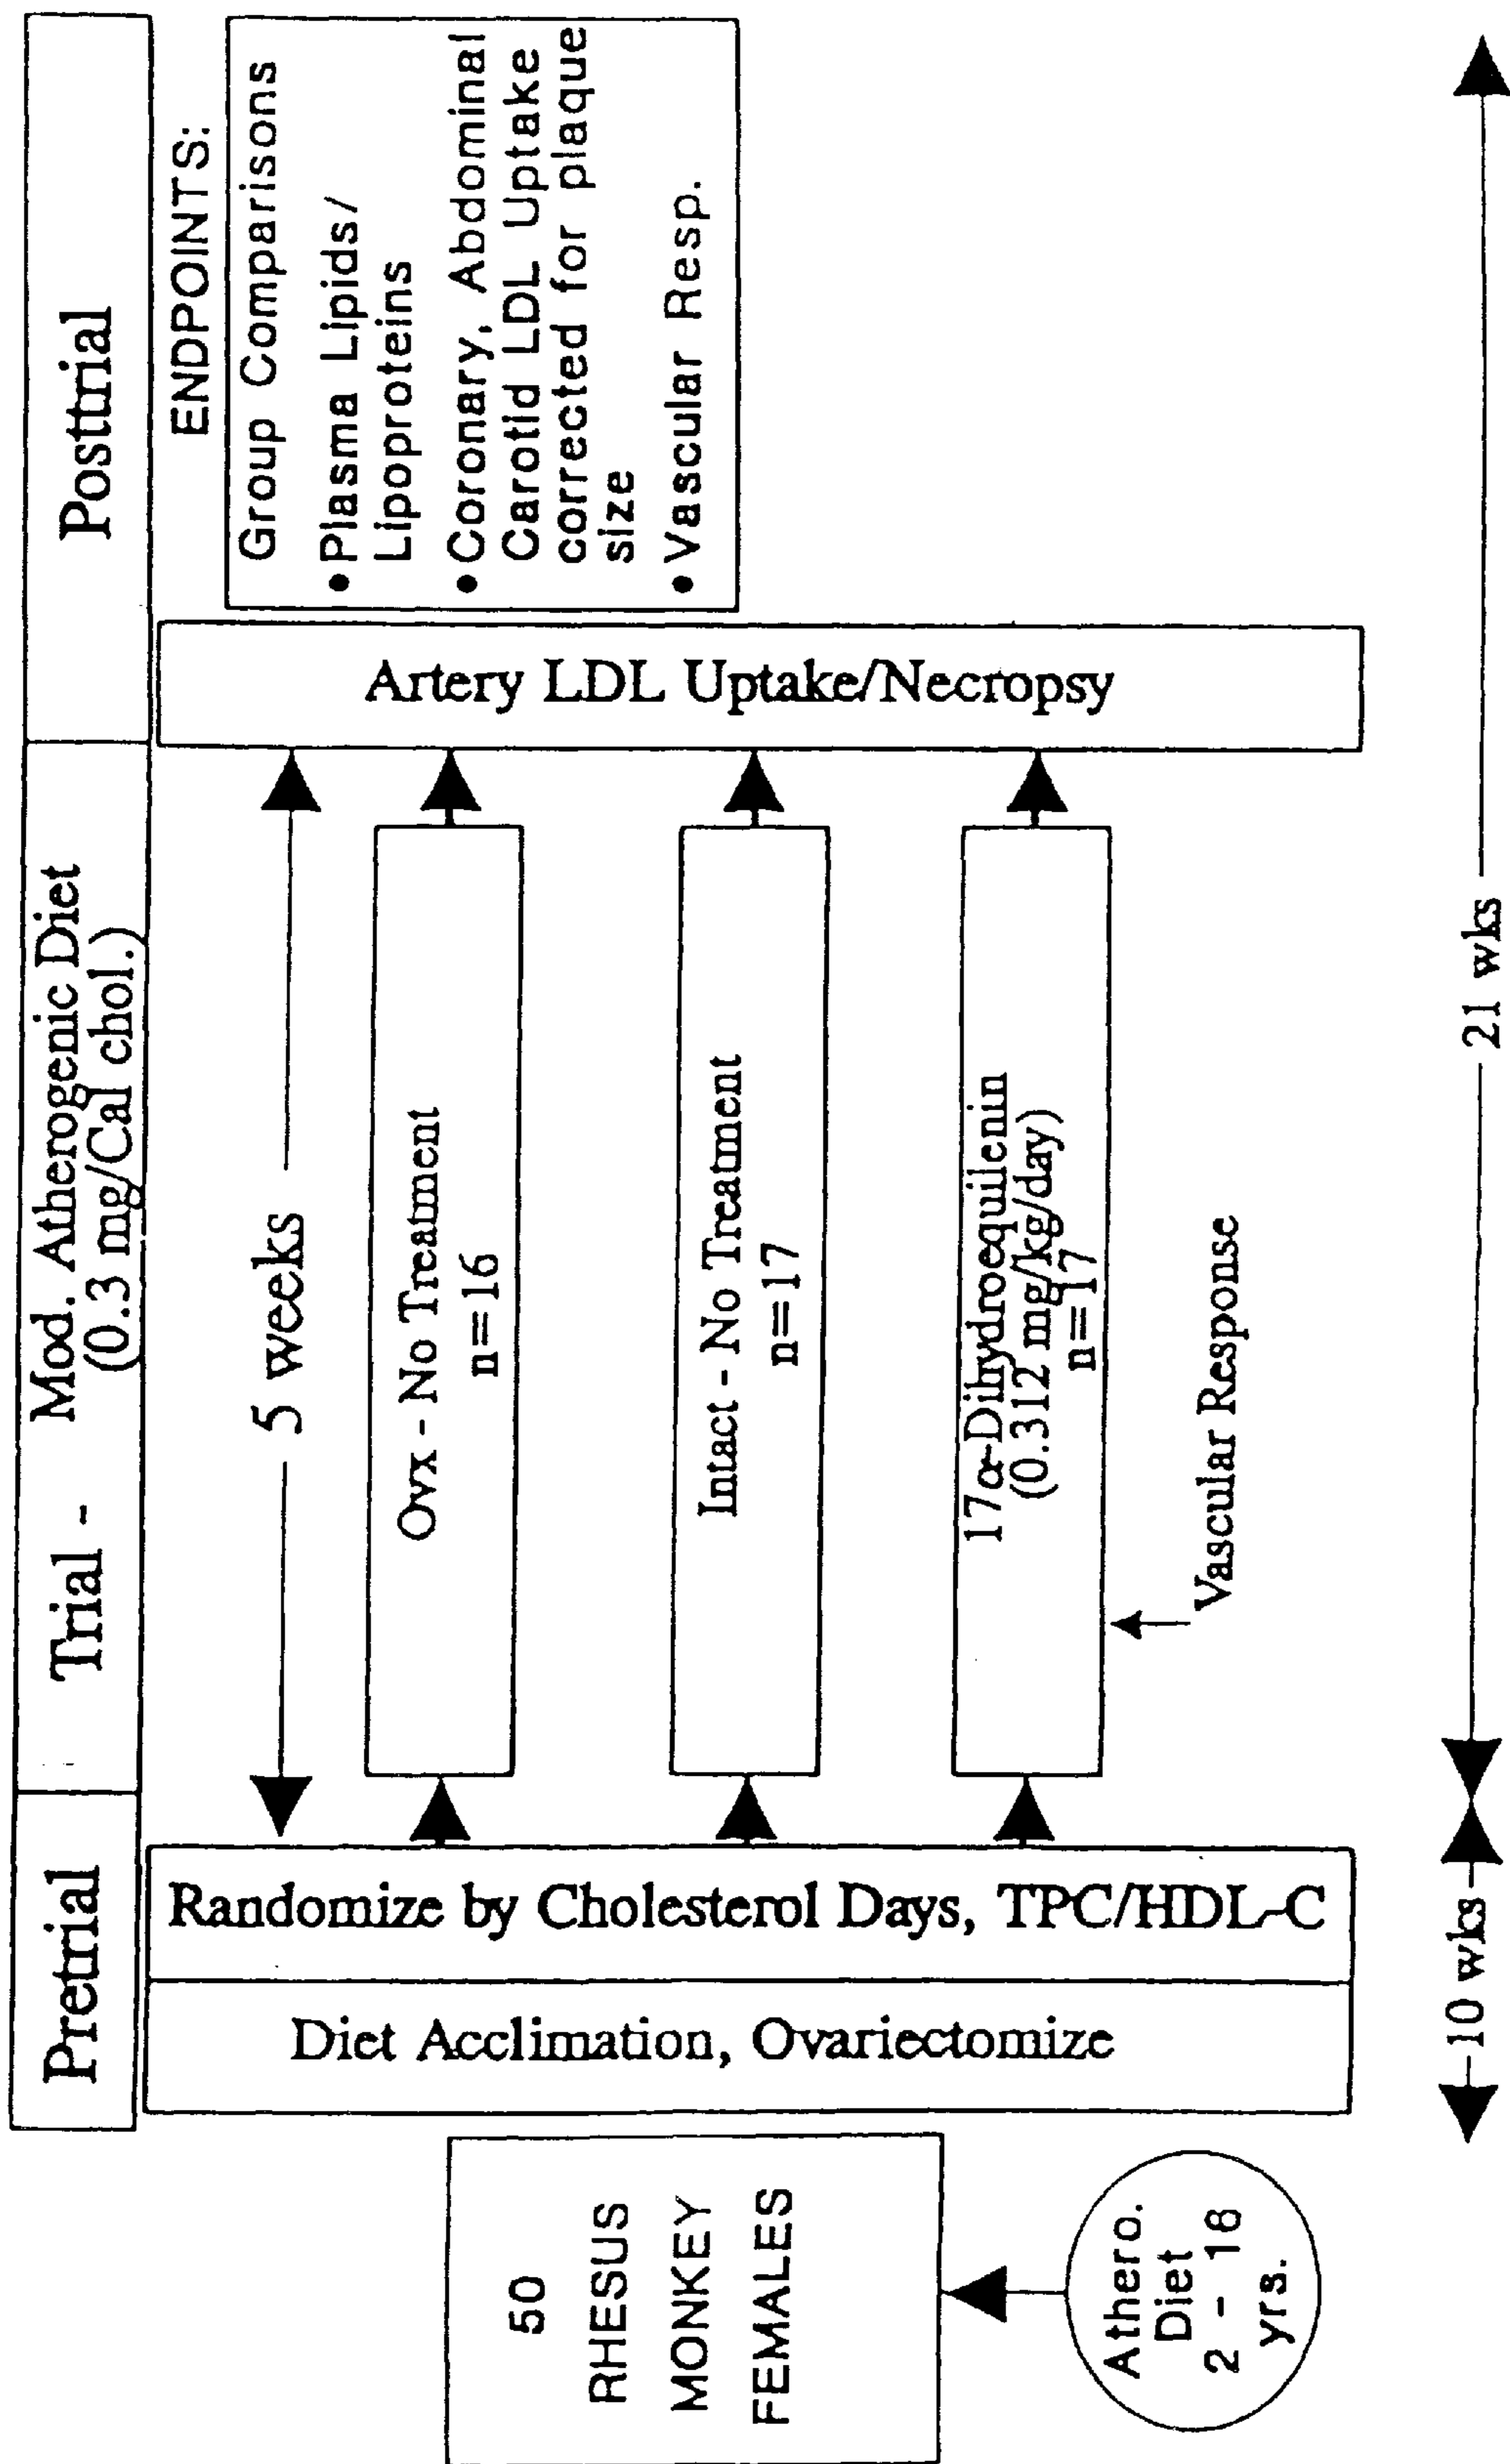 Pretrial
Trial - Mod. Atherogenic Diet
(0.3 mg/Cal chol.)
Posttrial
50
RHESUS
MONKEY
FEMALES
Athero.
Diet
2 - 18
yrs.
Diet Acclimation, Ovariectomize
Randomize by Cholesterol Days, TPC/HDL-C
5 weeks
Ovx - No Treatment
n=16
Intact - No Treatment
n=17
17α-Dihydroequilenin
(0.312 mg/kg/day)
n=17
Vascular Response
Artery LDL Uptake/Necropsy
ENDPOINTS:
Group Comparisons
• Plasma Lipids/
Lipoproteins
• Coronary, Abdominal
Carotid LDL Uptake
corrected for plaque
size
• Vascular Resp.
10 wks
21 wks